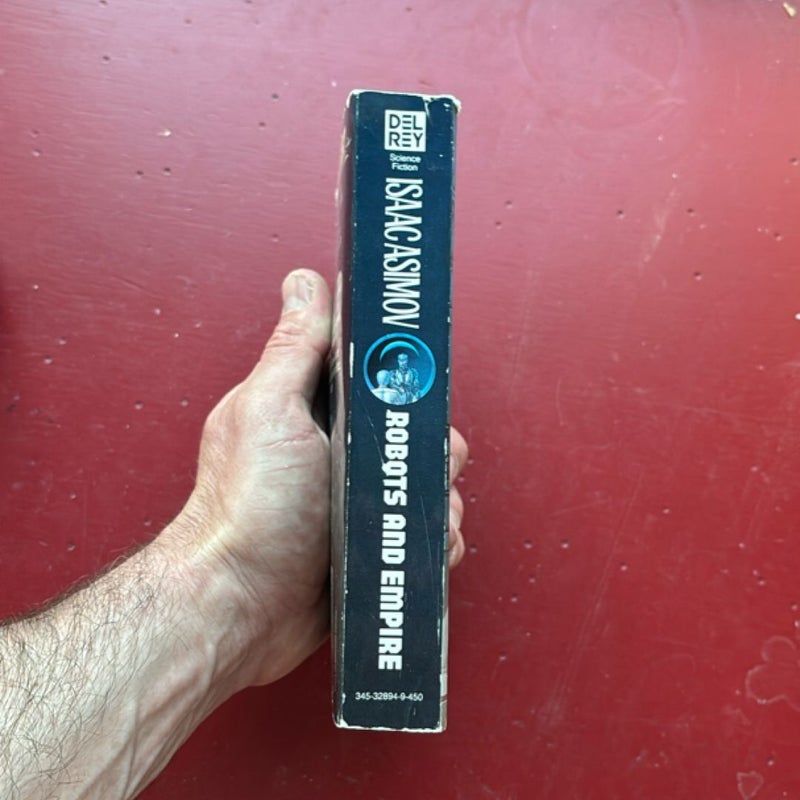 DEL
REY
Science
Fiction
ISAAC ASIMOV
ROBOTS AND EMPIRE
345-32894-9-450